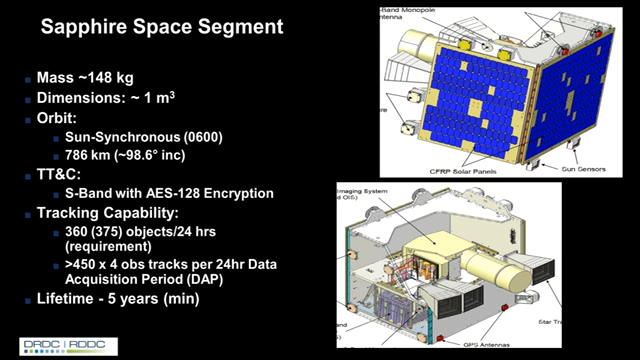 Sapphire Space Segment
Mass ~148 kg
Dimensions: ~ 1 m³
Orbit:
Sun-Synchronous (0600)
786 km (~98.6° inc)
TT&C:
S-Band with AES-128 Encryption
Tracking Capability:
360 (375) objects/24 hrs
(requirement)
>450 x 4 obs tracks per 24hr Data
Acquisition Period (DAP)
Lifetime - 5 years (min)
DRDC | RDDC
-Band Monopole
ntenna
CFRP Solar Panels
Sun Sensors
Imaging System
OIS)
Star Tra
GPS Antennas